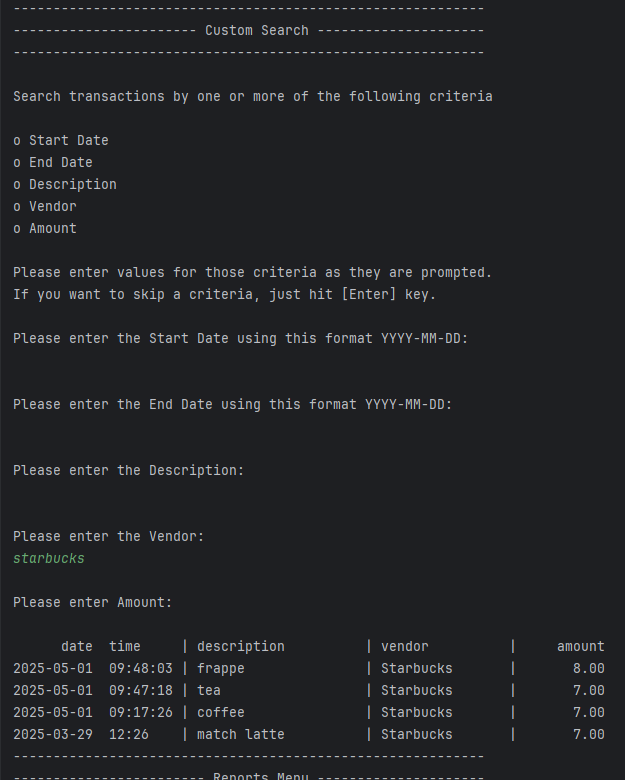 -----------------------------------------------------------
----------------------- Custom Search ---------------------
-----------------------------------------------------------
Search transactions by one or more of the following criteria
o Start Date
o End Date
o Description
o Vendor
o Amount
Please enter values for those criteria as they are prompted.
If you want to skip a criteria, just hit [Enter] key.
Please enter the Start Date using this format YYYY-MM-DD:
Please enter the End Date using this format YYYY-MM-DD:
Please enter the Description:
Please enter the Vendor:
starbucks
Please enter Amount:
      date  time     | description          | vendor          |     amount
2025-05-01  09:48:03 | frappe               | Starbucks       |       8.00
2025-05-01  09:47:18 | tea                  | Starbucks       |       7.00
2025-05-01  09:17:26 | coffee               | Starbucks       |       7.00
2025-03-29  12:26    | match latte          | Starbucks       |       7.00
-----------------------------------------------------------
------------------------ Reports Menu ---------------------